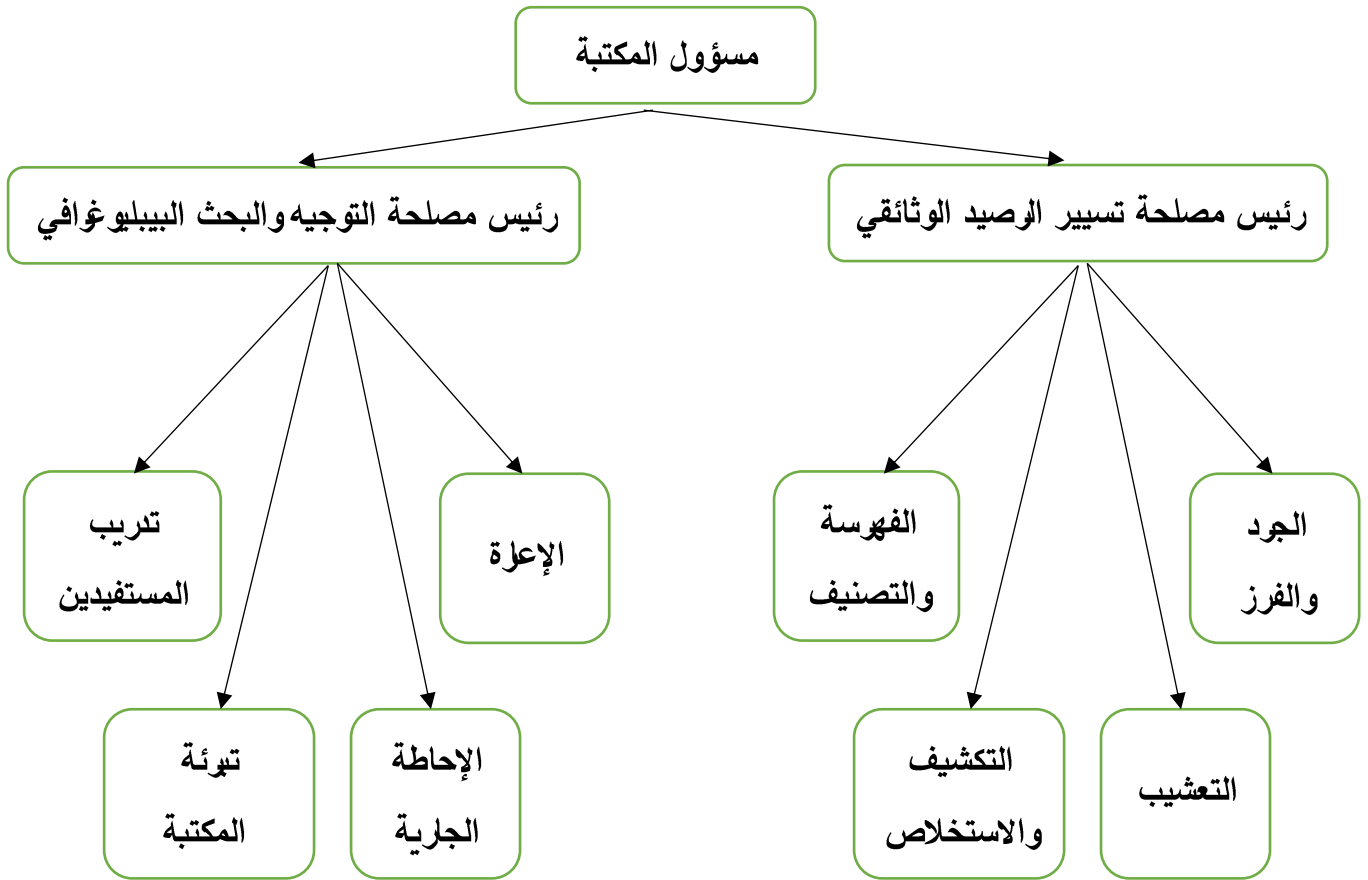 مسؤول المكتبة
رئيس مصلحة تسيير الرصيد الوثائقي
رئيس مصلحة التوجيه والبحث البيبليوغرافي
الجرد
والفرز
الفهرسة
والتصنيف
الإعارة
تدريب
المستفيدين
التعشيب
التكشيف
والاستخلاص
الإحاطة
الجارية
تبرئة
المكتبة